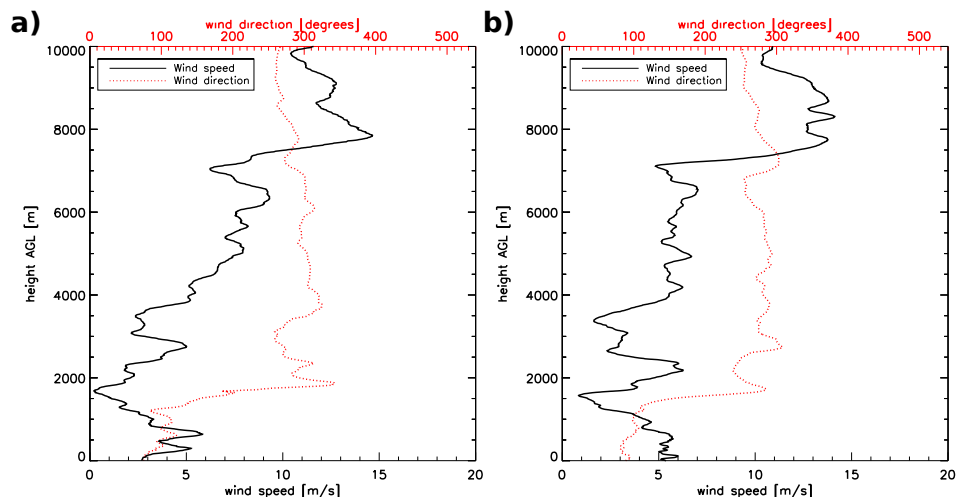 a)
wind direction [degrees]
0 100 200 300 400 500
10000
8000
6000
4000
2000
0
height AGL [m]
Wind speed
Wind direction
0 5 10 15 20
wind speed [m/s]
b)
wind direction [degrees]
0 100 200 300 400 500
10000
8000
6000
4000
2000
0
height AGL [m]
Wind speed
Wind direction
0 5 10 15 20
wind speed [m/s]